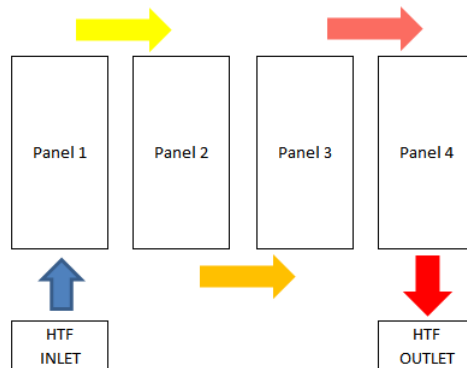 Panel 1
Panel 2
Panel 3
Panel 4
HTF
INLET
HTF
OUTLET